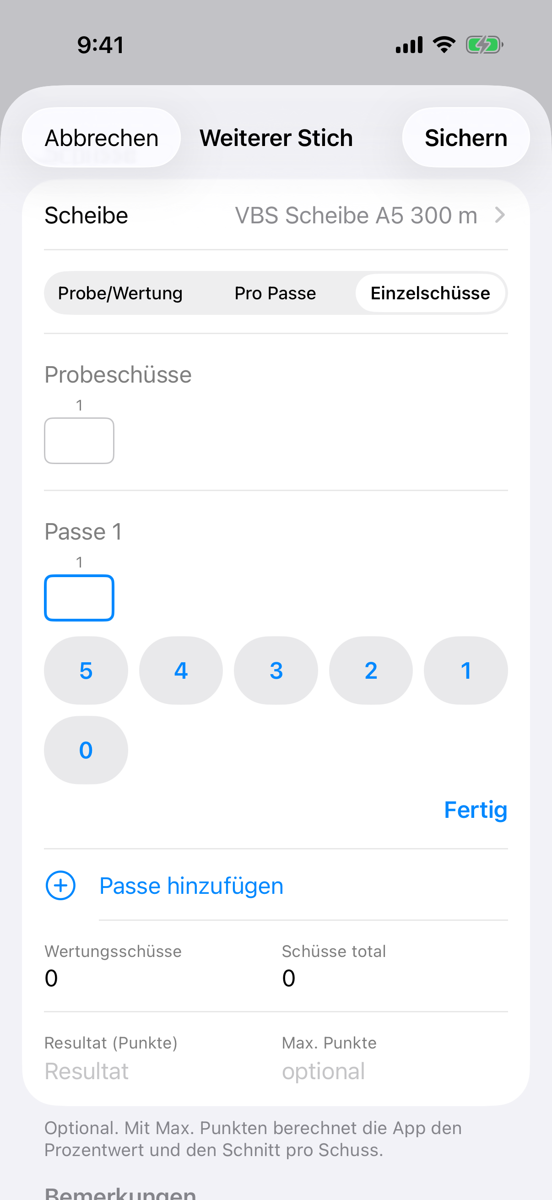 9:41
Abbrechen
Weiterer Stich
Sichern
Scheibe
VBS Scheibe A5 300 m
Probe/Wertung
Pro Passe
Einzelschüsse
Probeschüsse
1
Passe 1
1
5
4
3
2
1
0
Fertig
Passe hinzufügen
Wertungsschüsse
Schüsse total
0
0
Resultat (Punkte)
Max. Punkte
Resultat
optional
Optional. Mit Max. Punkten berechnet die App den
Prozentwert und den Schnitt pro Schuss.
Bemerkungen